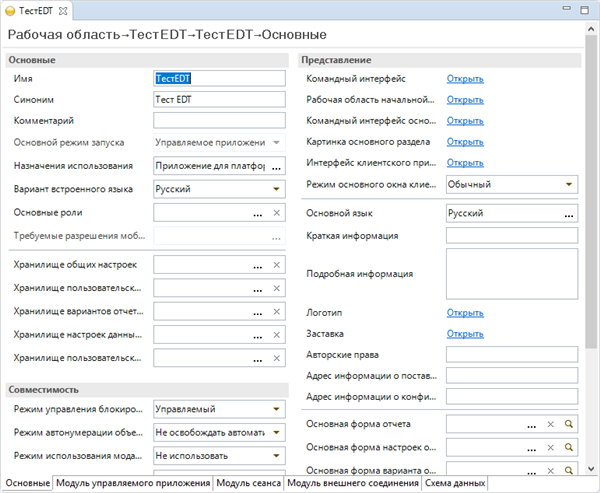 ТестEDT
Рабочая область→ТестEDT→ТестEDT→Основные
Основные
Имя ТестEDT
Синоним Тест EDT
Комментарий
Основной режим запуска Управляемое приложени
Назначения использования Приложение для платфор ...
Вариант встроенного языка Русский
Основные роли ...
Требуемые разрешения моб... ...
Хранилище общих настроек ...
Хранилище пользовательск... ...
Хранилище вариантов отчет... ...
Хранилище настроек данны... ...
Хранилище пользовательск... ...
Совместимость
Режим управления блокиро... Управляемый
Режим автонумерации объе... Не освобождать автомати
Режим использования мода... Не использовать
Представление
Командный интерфейс Открыть
Рабочая область начальной... Открыть
Командный интерфейс осно... Открыть
Картинка основного раздела Открыть
Интерфейс клиентского при... Открыть
Режим основного окна клие... Обычный
Основной язык Русский ...
Краткая информация
Подробная информация
Логотип Открыть
Заставка Открыть
Авторские права
Адрес информации о постав...
Адрес информации о конфи...
Основная форма отчета ...
Основная форма настроек о... ...
Основная форма варианта о... ...
Основные Модуль управляемого приложения Модуль сеанса Модуль внешнего соединения Схема данных